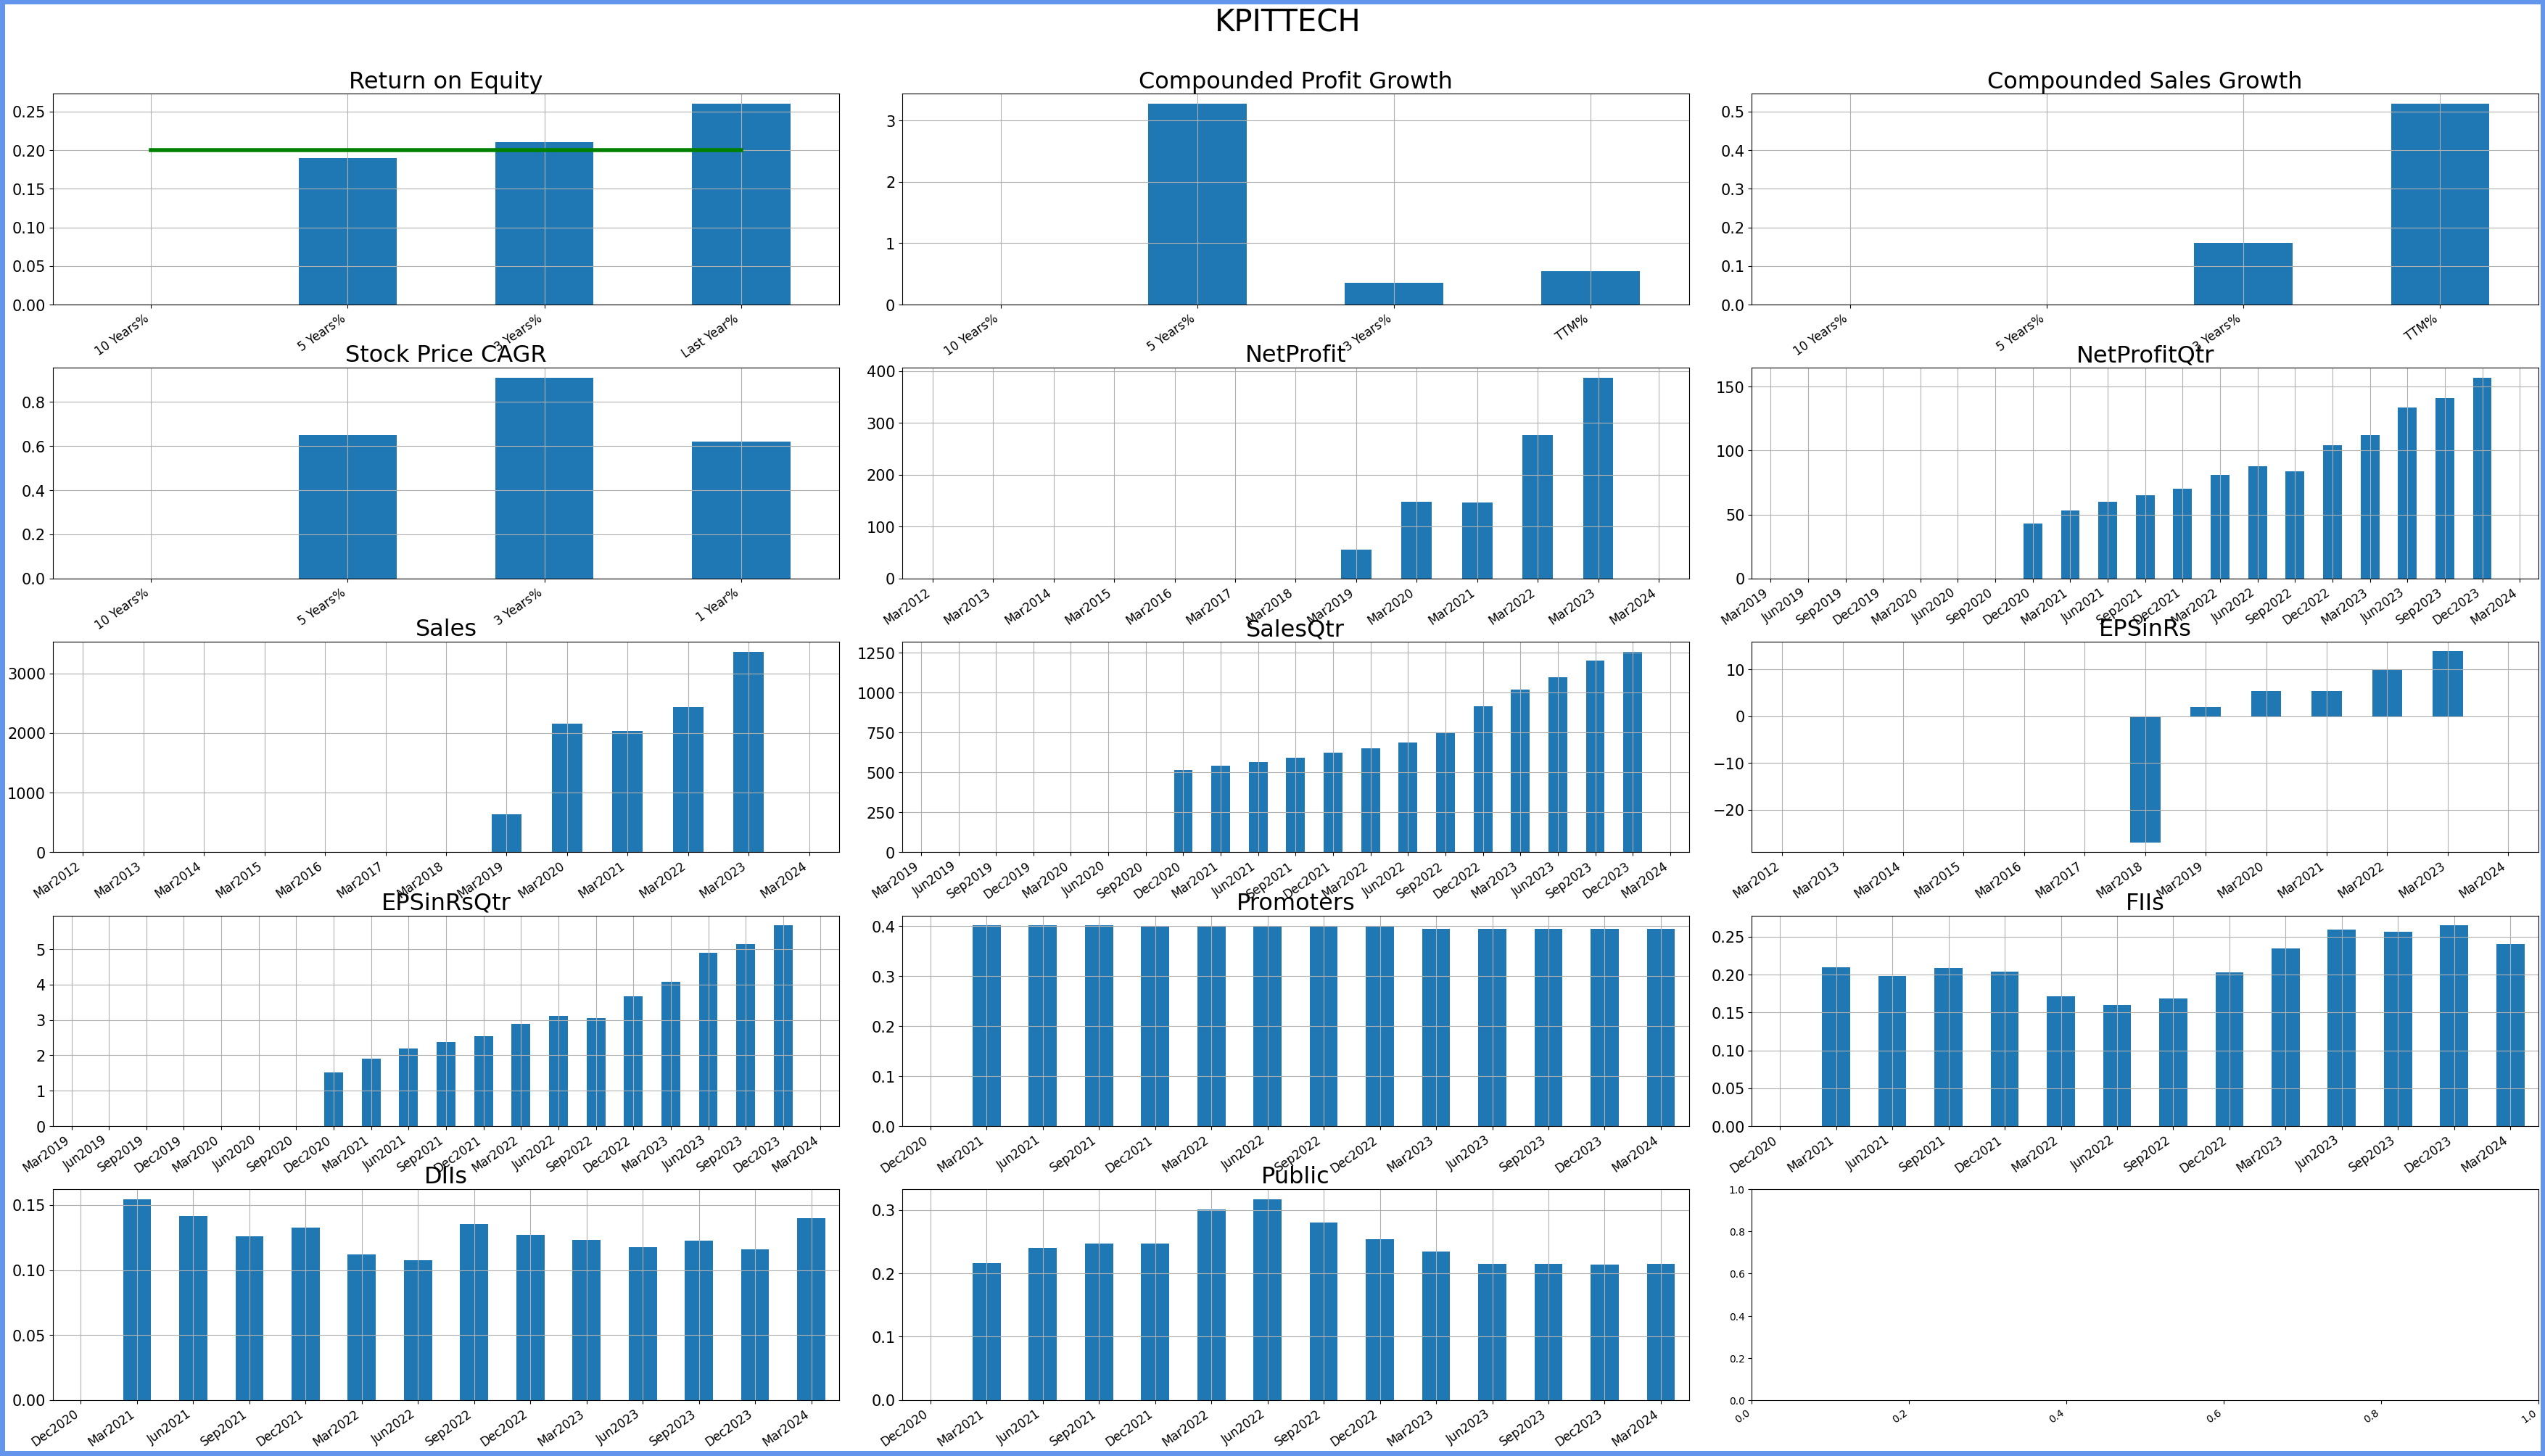 KPITTECH
Return on Equity
0.25
0.20
0.15
0.10
0.05
0.00
10 Years% 5 Years% 3 Years% Last Year%
Compounded Profit Growth
3
2
1
0
10 Years% 5 Years% 3 Years% TTM%
Compounded Sales Growth
0.5
0.4
0.3
0.2
0.1
0.0
10 Years% 5 Years% 3 Years% TTM%
Stock Price CAGR
0.8
0.6
0.4
0.2
0.0
10 Years% 5 Years% 3 Years% 1 Year%
NetProfit
400
300
200
100
0
Mar2012 Mar2013 Mar2014 Mar2015 Mar2016 Mar2017 Mar2018 Mar2019 Mar2020 Mar2021 Mar2022 Mar2023 Mar2024
NetProfitQtr
150
100
50
0
Mar2019 Jun2019 Sep2019 Dec2019 Mar2020 Jun2020 Sep2020 Dec2020 Mar2021 Jun2021 Sep2021 Dec2021 Mar2022 Jun2022 Sep2022 Dec2022 Mar2023 Jun2023 Sep2023 Dec2023 Mar2024
Sales
3000
2000
1000
0
Mar2012 Mar2013 Mar2014 Mar2015 Mar2016 Mar2017 Mar2018 Mar2019 Mar2020 Mar2021 Mar2022 Mar2023 Mar2024
SalesQtr
1250
1000
750
500
250
0
Mar2019 Jun2019 Sep2019 Dec2019 Mar2020 Jun2020 Sep2020 Dec2020 Mar2021 Jun2021 Sep2021 Dec2021 Mar2022 Jun2022 Sep2022 Dec2022 Mar2023 Jun2023 Sep2023 Dec2023 Mar2024
EPSinRs
10
0
−10
−20
Mar2012 Mar2013 Mar2014 Mar2015 Mar2016 Mar2017 Mar2018 Mar2019 Mar2020 Mar2021 Mar2022 Mar2023 Mar2024
EPSinRsQtr
5
4
3
2
1
0
Mar2019 Jun2019 Sep2019 Dec2019 Mar2020 Jun2020 Sep2020 Dec2020 Mar2021 Jun2021 Sep2021 Dec2021 Mar2022 Jun2022 Sep2022 Dec2022 Mar2023 Jun2023 Sep2023 Dec2023 Mar2024
Promoters
0.4
0.3
0.2
0.1
0.0
Dec2020 Mar2021 Jun2021 Sep2021 Dec2021 Mar2022 Jun2022 Sep2022 Dec2022 Mar2023 Jun2023 Sep2023 Dec2023 Mar2024
FIIs
0.25
0.20
0.15
0.10
0.05
0.00
Dec2020 Mar2021 Jun2021 Sep2021 Dec2021 Mar2022 Jun2022 Sep2022 Dec2022 Mar2023 Jun2023 Sep2023 Dec2023 Mar2024
DIIs
0.15
0.10
0.05
0.00
Dec2020 Mar2021 Jun2021 Sep2021 Dec2021 Mar2022 Jun2022 Sep2022 Dec2022 Mar2023 Jun2023 Sep2023 Dec2023 Mar2024
Public
0.3
0.2
0.1
0.0
Dec2020 Mar2021 Jun2021 Sep2021 Dec2021 Mar2022 Jun2022 Sep2022 Dec2022 Mar2023 Jun2023 Sep2023 Dec2023 Mar2024
1.0
0.8
0.6
0.4
0.2
0.0
0.0 0.2 0.4 0.6 0.8 1.0